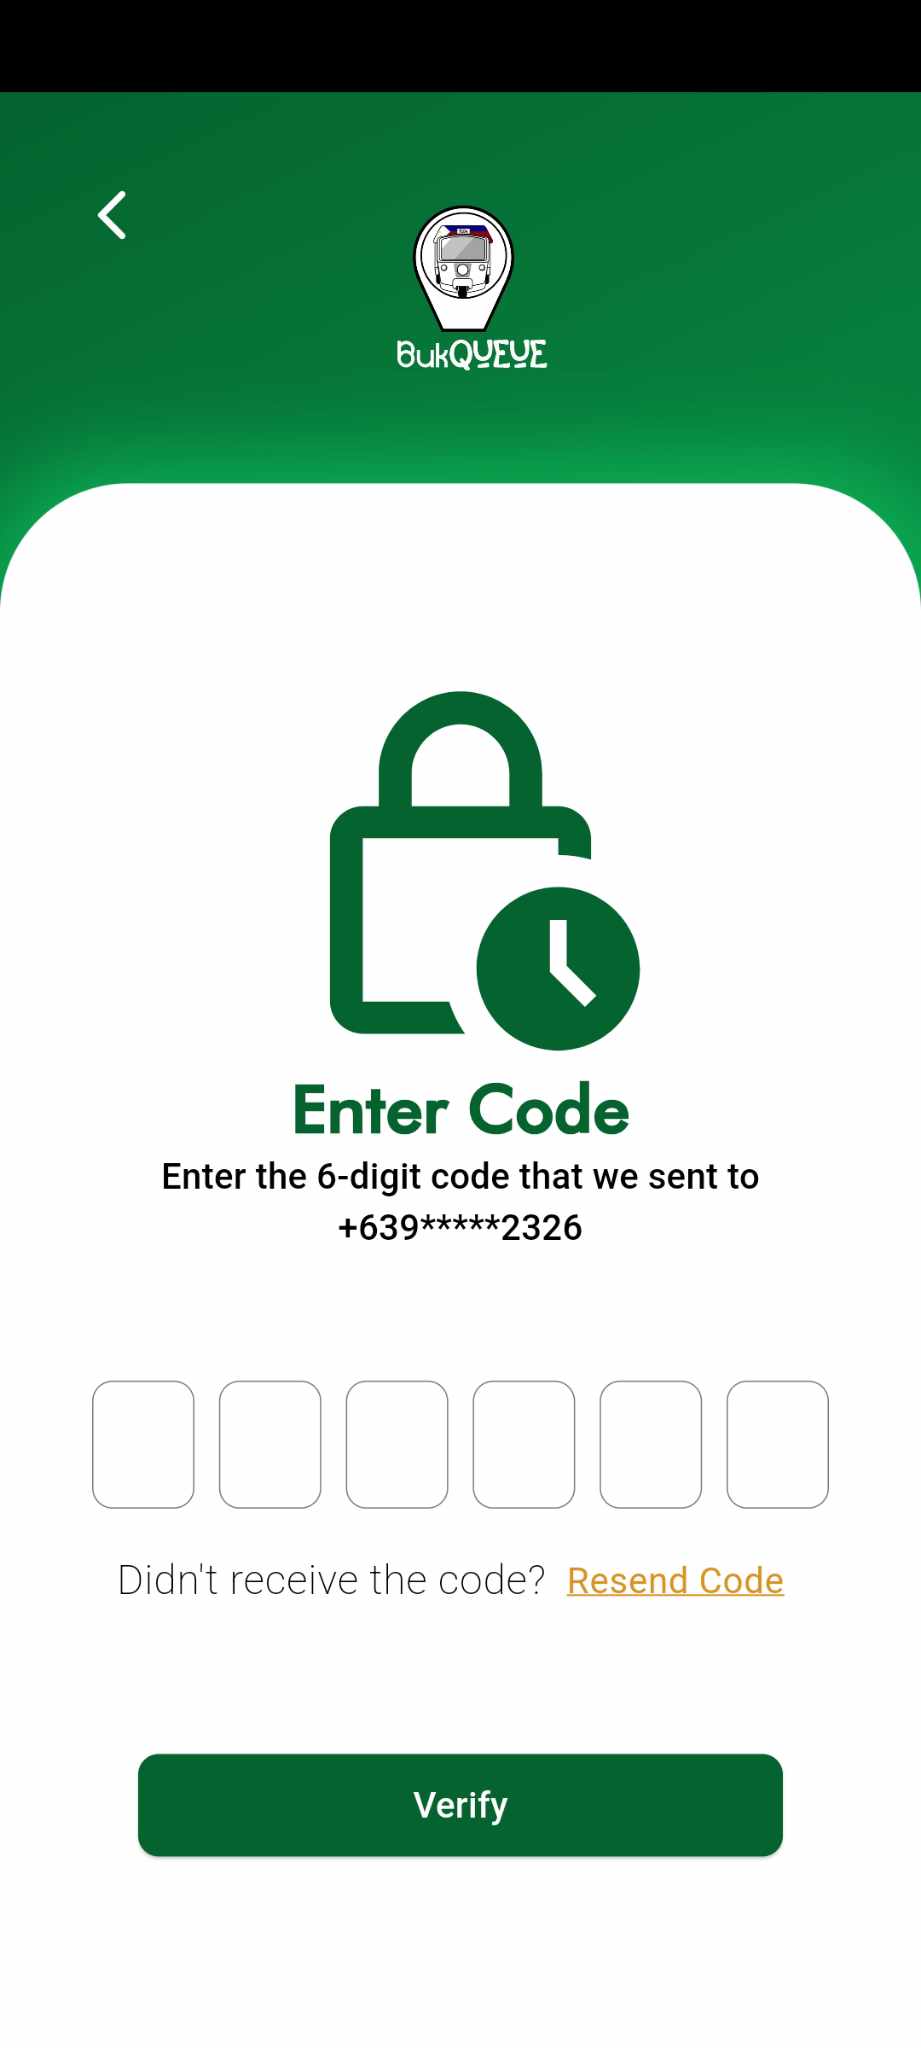 BukQUEUE
Enter Code
Enter the 6-digit code that we sent to
+639*****2326
Didn't receive the code? Resend Code
Verify